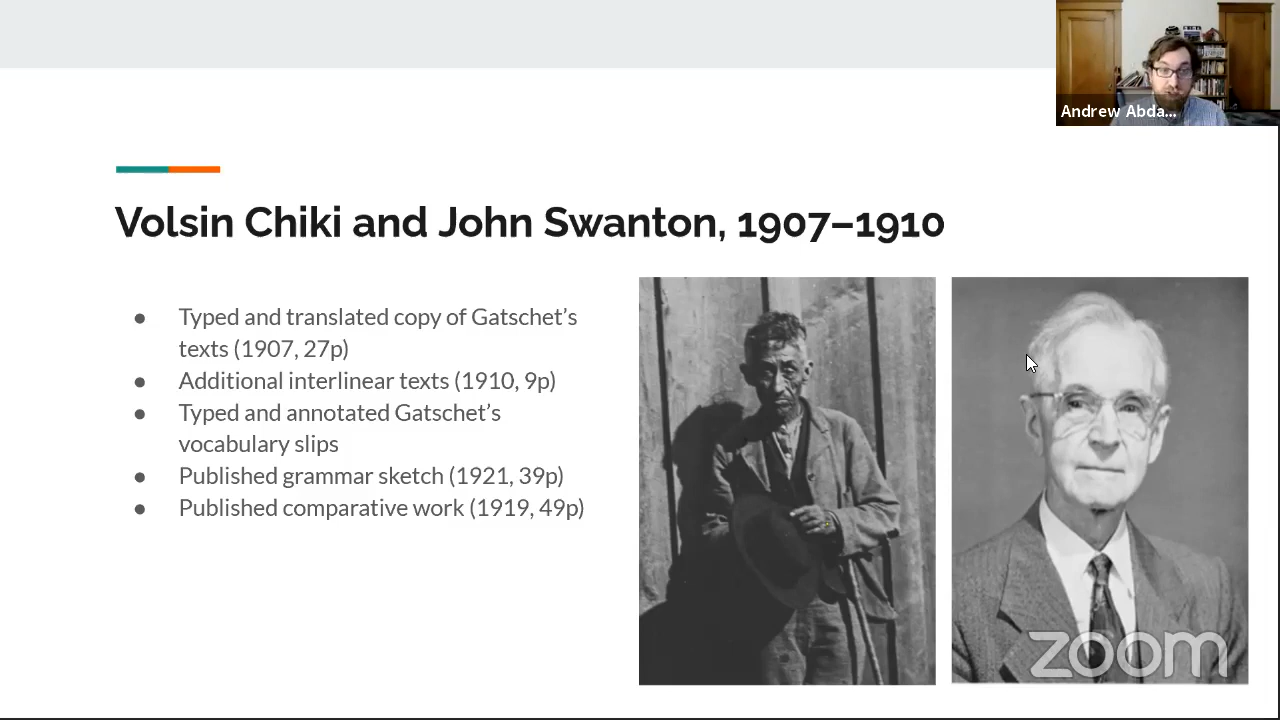 Andrew Abda...
Volsin Chiki and John Swanton, 1907–1910
● Typed and translated copy of Gatschet’s
texts (1907, 27p)
● Additional interlinear texts (1910, 9p)
● Typed and annotated Gatschet’s
vocabulary slips
● Published grammar sketch (1921, 39p)
● Published comparative work (1919, 49p)
zoom